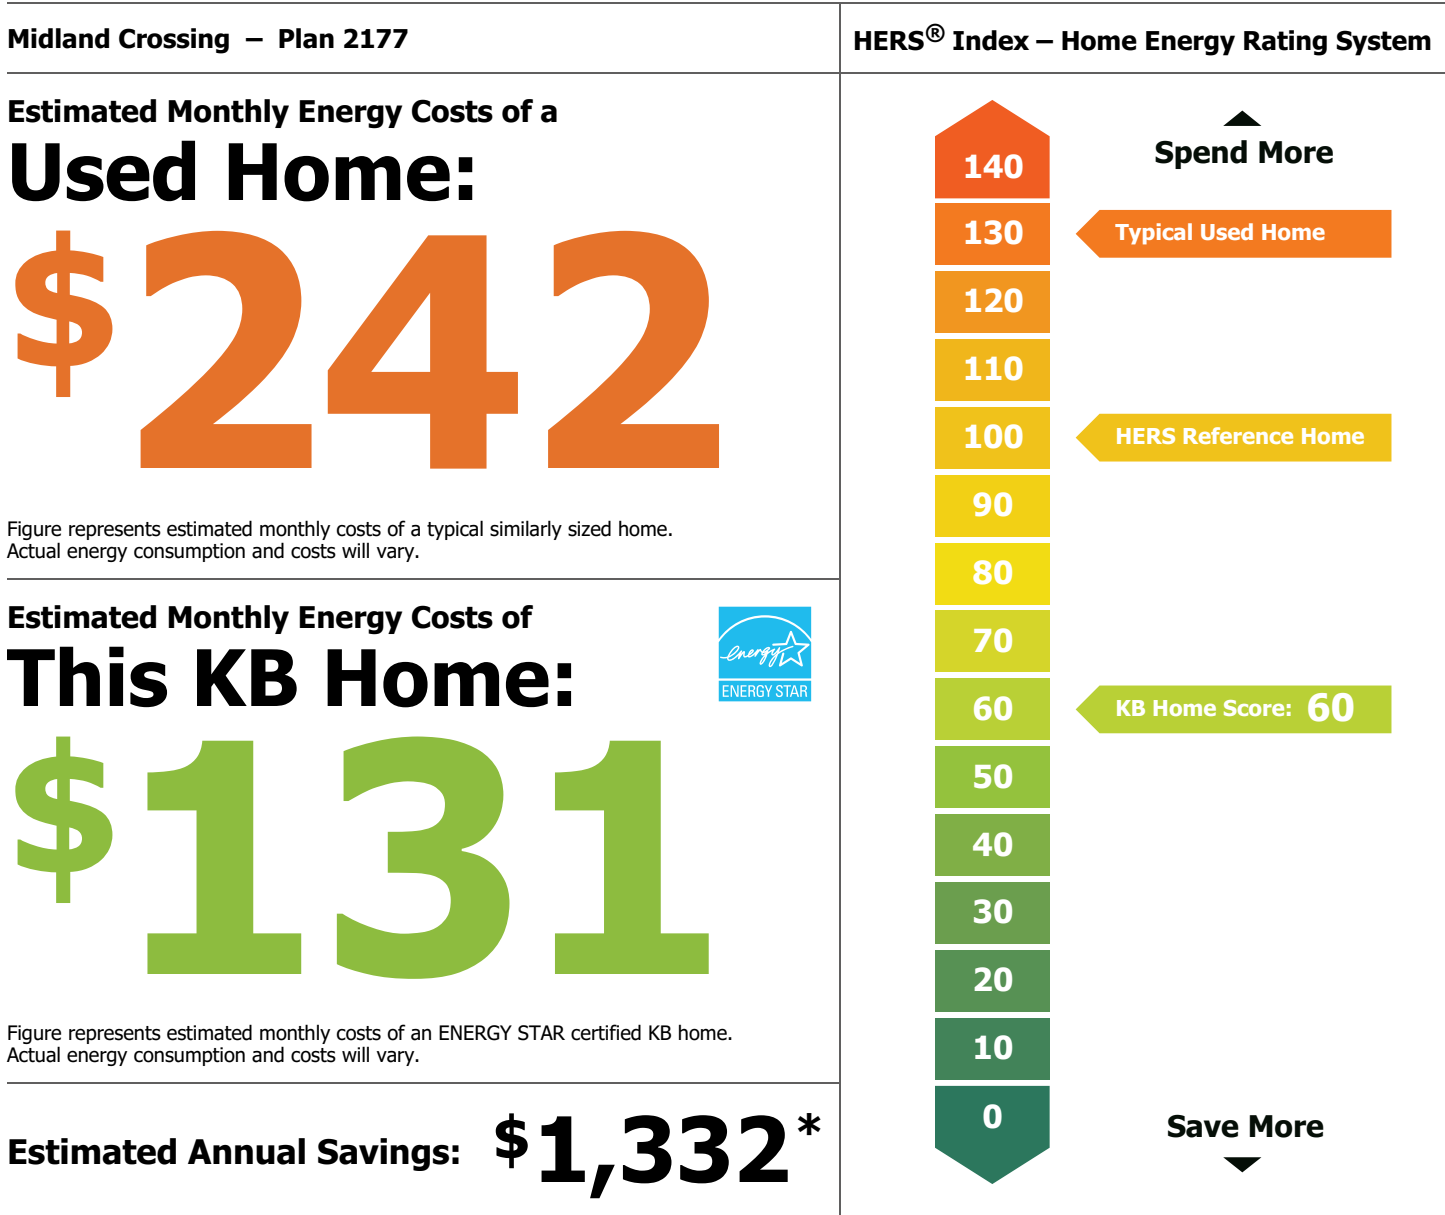 Midland Crossing – Plan 2177
Estimated Monthly Energy Costs of a
Used Home:
$242
Figure represents estimated monthly costs of a typical similarly sized home.
Actual energy consumption and costs will vary.
Estimated Monthly Energy Costs of
This KB Home:
energy
ENERGY STAR
$131
Figure represents estimated monthly costs of an ENERGY STAR certified KB home.
Actual energy consumption and costs will vary.
Estimated Annual Savings: $1,332*
HERS® Index – Home Energy Rating System
Spend More
140
130 Typical Used Home
120
110
100 HERS Reference Home
90
80
70
60 KB Home Score: 60
50
40
30
20
10
0
Save More